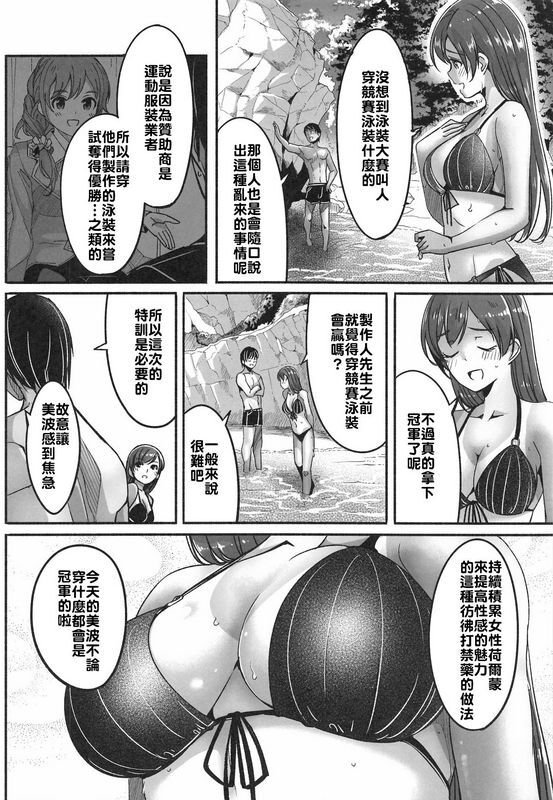 沒想到泳裝大賽叫人
穿競賽泳裝什麼的
那個人也是會隨口說
出這種亂來的事情呢
說是因為贊助商是
運動服裝業者
所以請穿
他們製作的泳裝來嘗
試奪得優勝…之類的
不過真的拿下
冠軍了呢
製作人先生之前
就覺得穿競賽泳裝
會贏嗎？
一般來說
很難吧
所以這次的
特訓是必要的
故意讓
美波感到焦急
持續積累女性荷爾蒙
來提高性感的魅力
的這種彷彿打禁藥的做法
今天的美波不論
穿什麼都會是
冠軍的啦